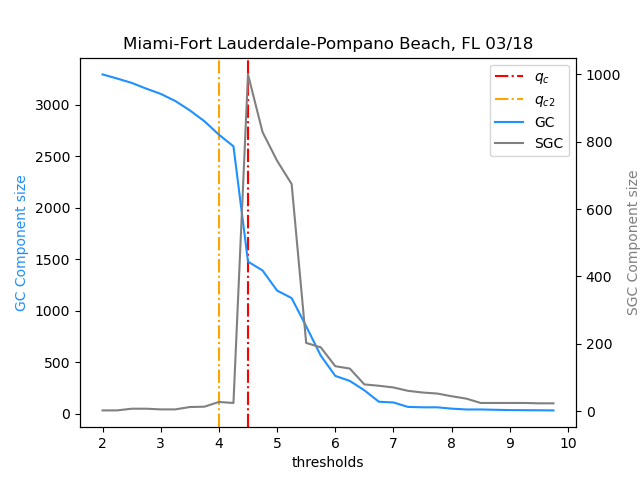 Miami-Fort Lauderdale-Pompano Beach, FL 03/18
GC Component size
3000
2500
2000
1500
1000
500
0
q_c
q_c2
GC
SGC
1000
800
600
400
200
0
SGC Component size
2 3 4 5 6 7 8 9 10
thresholds